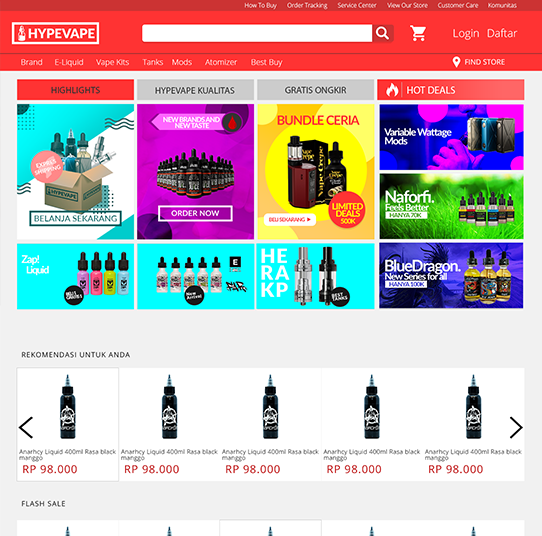 How To Buy Order Tracking Service Center View Our Store Customer Care Komunitas
HYPEVAPE
Login Daftar
Brand E-Liquid Vape Kits Tanks Mods Atomizer Best Buy FIND STORE
HIGHLIGHTS HYPEVAPE KUALITAS GRATIS ONGKIR HOT DEALS
EXPRESS SHIPPING
HYPEVAPE
BELANJA SEKARANG
NEW BRANDS AND
NEW TASTE
ORDER NOW
BUNDLE CERIA
LIMITED
DEALS
500K
BELI SEKARANG
Variable Wattage
Mods
Naforfi.
Feels Better
HANYA 70K
Zap!
Liquid
New Arrival
HE
RA
KP
BEST TANKS
BlueDragon.
New Series for all
HANYA 100K
REKOMENDASI UNTUK ANDA
Anarhcy Liquid 400ml Rasa black
manggo
RP 98.000
Anarhcy Liquid 400ml Rasa black
manggo
RP 98.000
Anarhcy Liquid 400ml Rasa black
manggo
RP 98.000
Anarhcy Liquid 400ml Rasa black
manggo
RP 98.000
Anarhcy Liquid 400ml Rasa black
manggo
RP 98.000
FLASH SALE